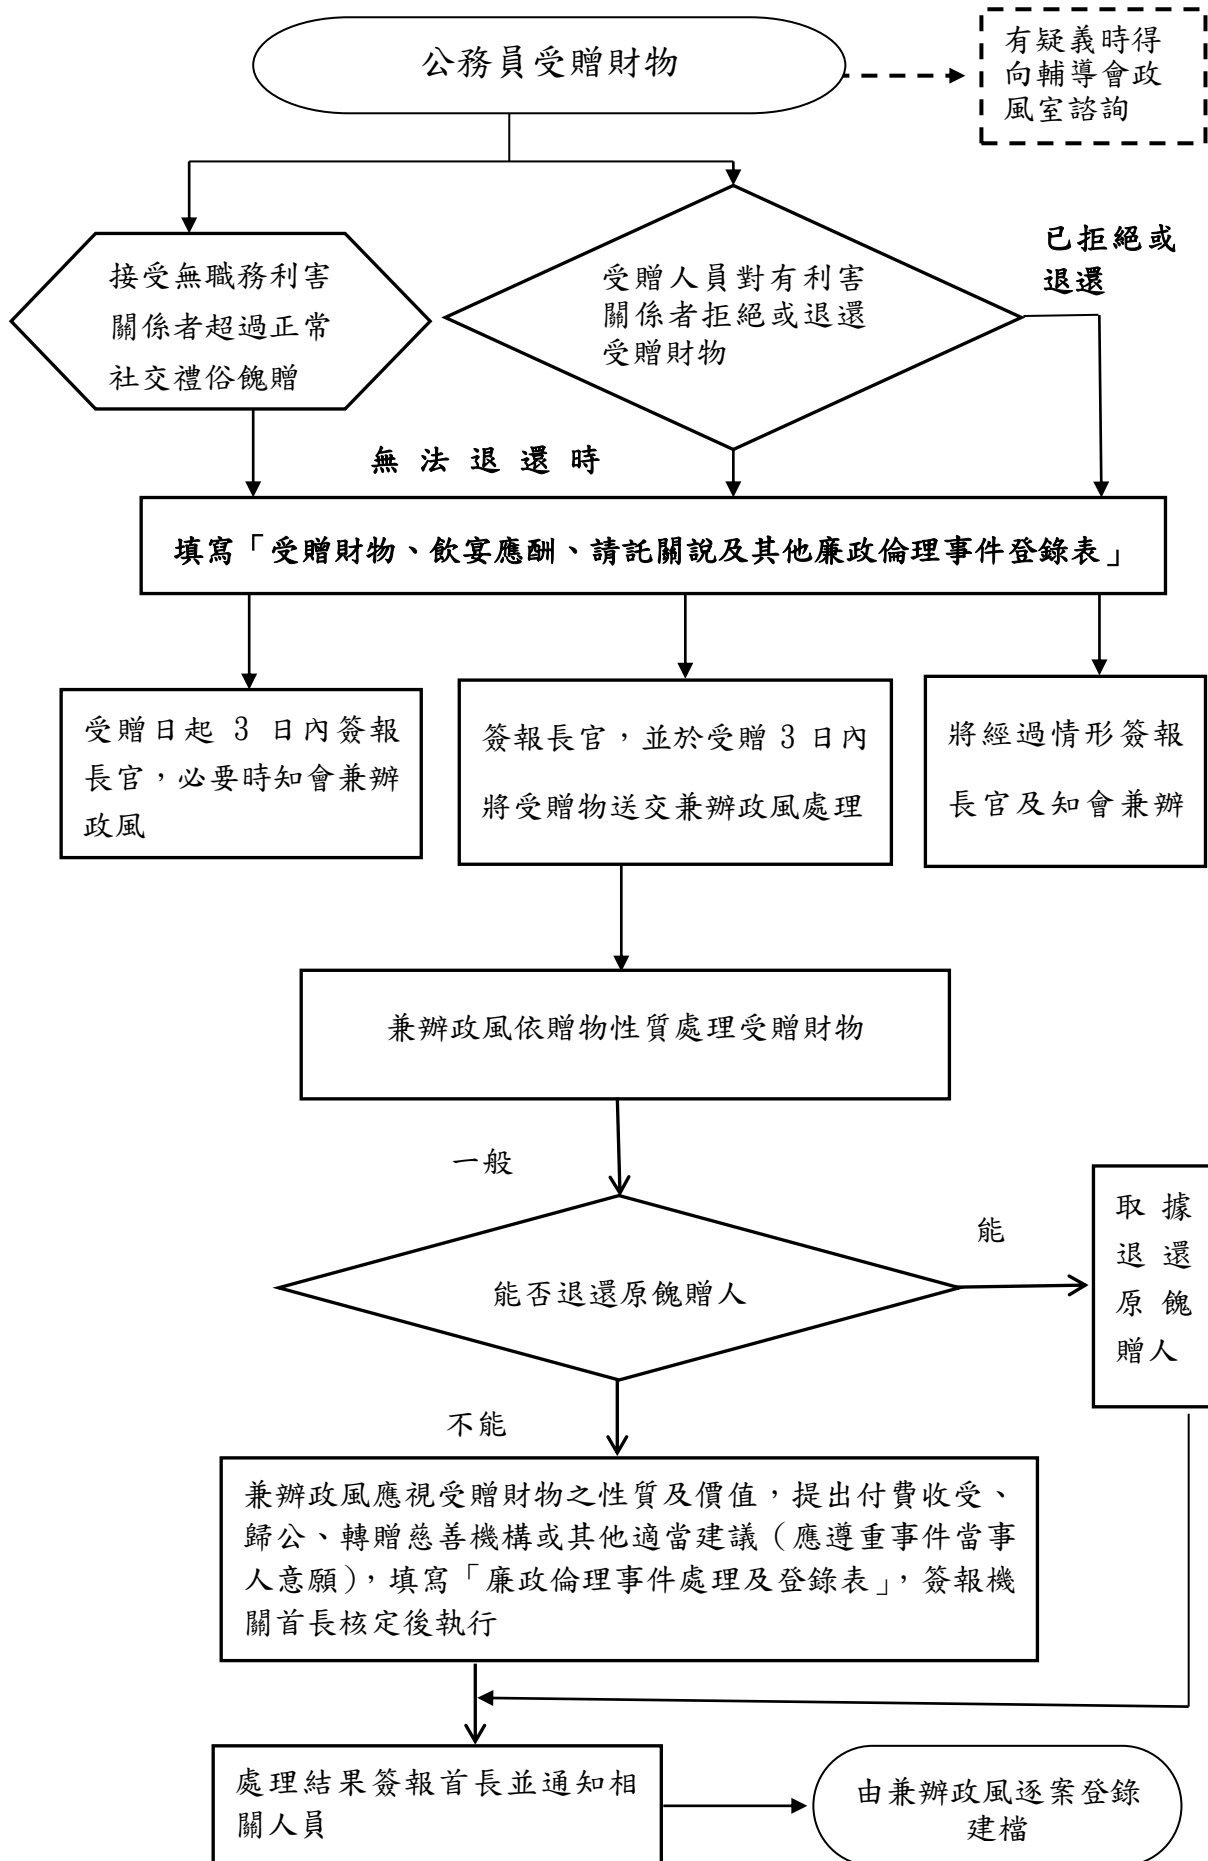 公務員受贈財物
有疑義時得
向輔導會政
風室諮詢
已拒絕或
退還
接受無職務利害
關係者超過正常
社交禮俗餽贈
受贈人員對有利害
關係者拒絕或退還
受贈財物
無法退還時
填寫「受贈財物、飲宴應酬、請託關說及其他廉政倫理事件登錄表」
受贈日起 3 日內簽報
長官，必要時知會兼辦
政風
簽報長官，並於受贈 3 日內
將受贈物送交兼辦政風處理
將經過情形簽報
長官及知會兼辦
兼辦政風依贈物性質處理受贈財物
一般
能否退還原餽贈人
能
取據
退還
原餽
贈人
不能
兼辦政風應視受贈財物之性質及價值，提出付費收受、
歸公、轉贈慈善機構或其他適當建議（應遵重事件當事
人意願），填寫「廉政倫理事件處理及登錄表」，簽報機
關首長核定後執行
處理結果簽報首長並通知相
關人員
由兼辦政風逐案登錄
建檔